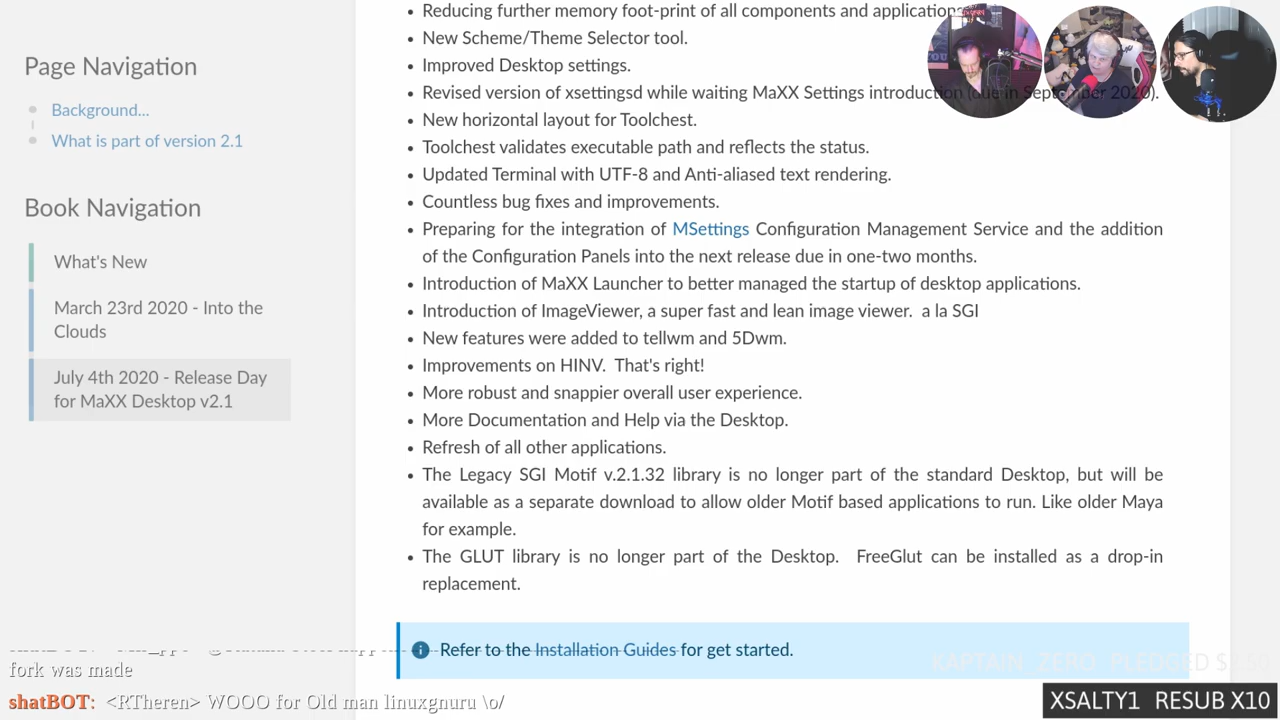 Page Navigation
Background...
What is part of version 2.1
Book Navigation
What's New
March 23rd 2020 - Into the
Clouds
July 4th 2020 - Release Day
for MaXX Desktop v2.1
Reducing further memory foot-print of all components and application
New Scheme/Theme Selector tool.
Improved Desktop settings.
Revised version of xsettingsd while waiting MaXX Settings introduction (due in September 2020).
New horizontal layout for Toolchest.
Toolchest validates executable path and reflects the status.
Updated Terminal with UTF-8 and Anti-aliased text rendering.
Countless bug fixes and improvements.
Preparing for the integration of MSettings Configuration Management Service and the addition
of the Configuration Panels into the next release due in one-two months.
Introduction of MaXX Launcher to better managed the startup of desktop applications.
Introduction of ImageViewer, a super fast and lean image viewer. a la SGI
New features were added to tellwm and 5Dwm.
Improvements on HINV. That's right!
More robust and snappier overall user experience.
More Documentation and Help via the Desktop.
Refresh of all other applications.
The Legacy SGI Motif v.2.1.32 library is no longer part of the standard Desktop, but will be
available as a separate download to allow older Motif based applications to run. Like older Maya
for example.
The GLUT library is no longer part of the Desktop. FreeGlut can be installed as a drop-in
replacement.
Refer to the Installation Guides for get started.
fork was made
shatBOT: <RTheren> WOOO for Old man linuxgnuru \o/
KAPTAIN_ZERO PLEDGED
XSALTY1 RESUB X10